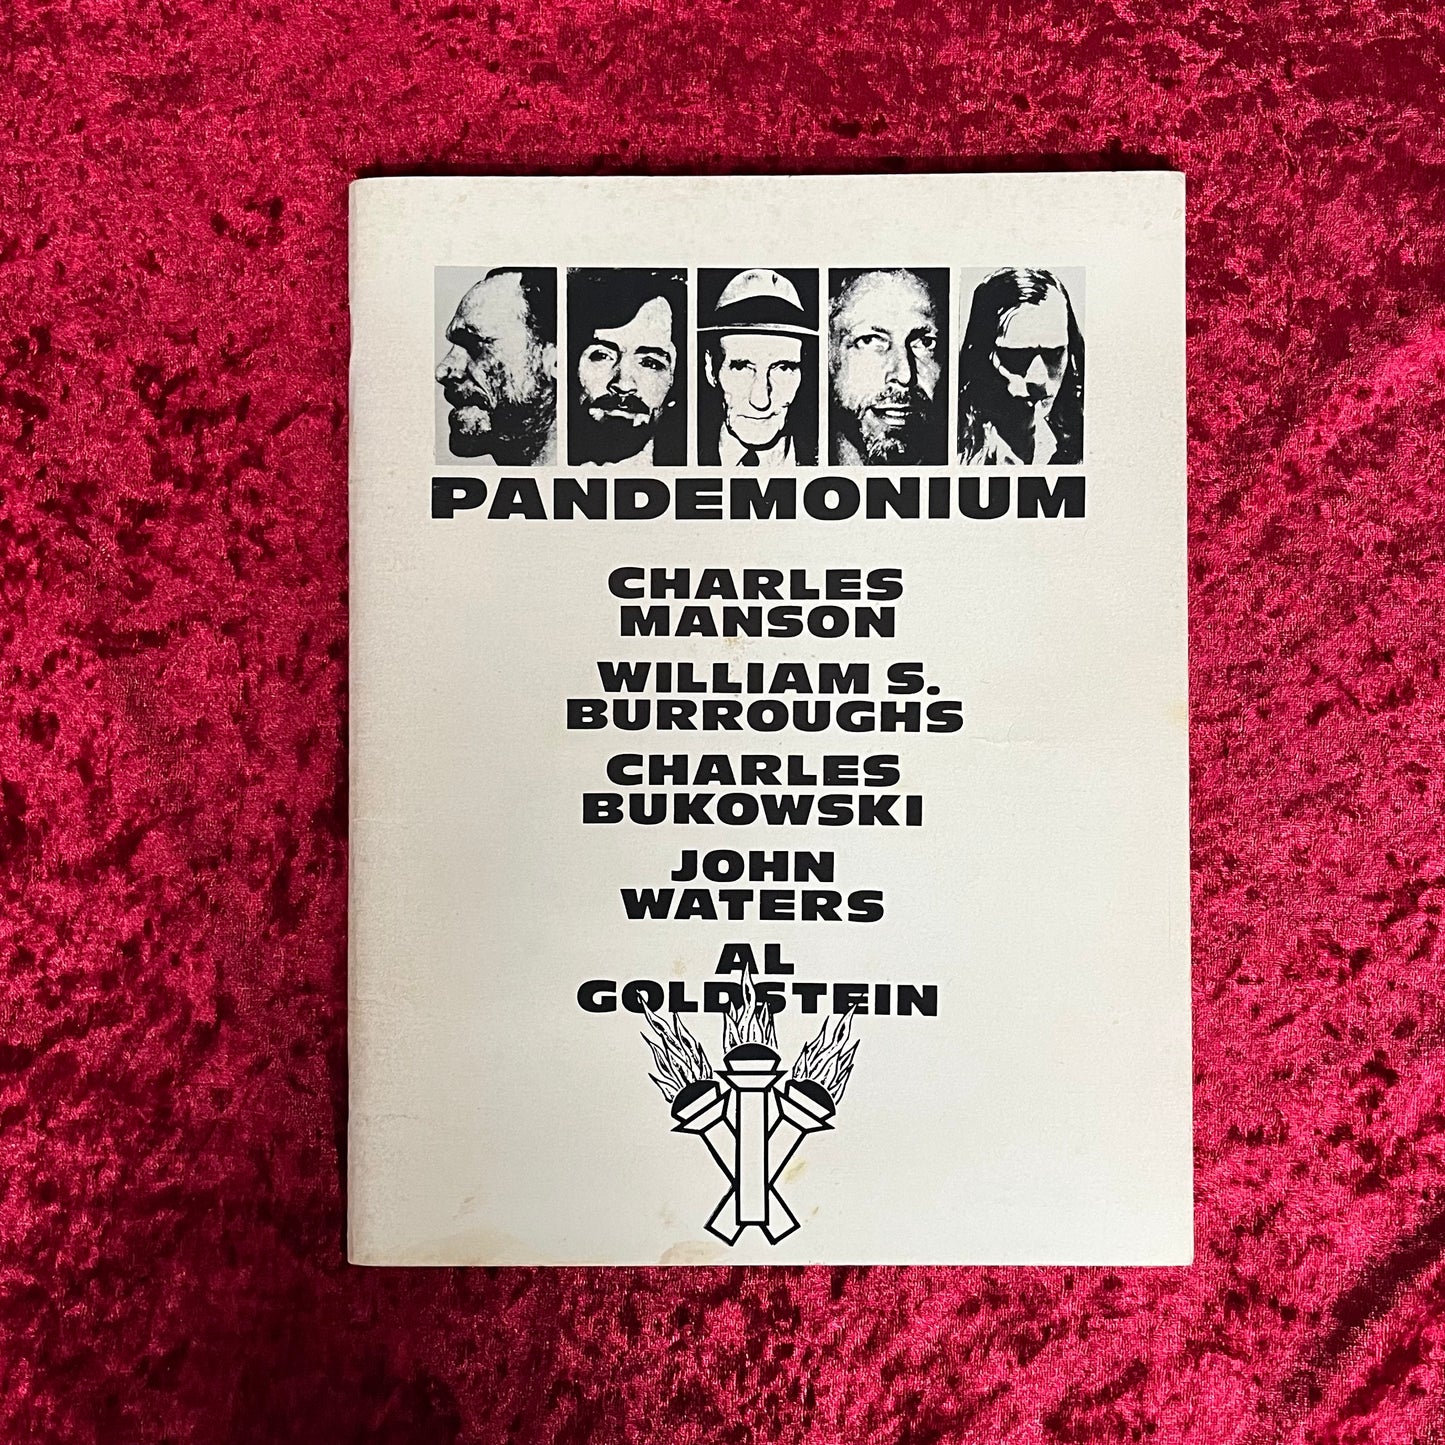 PANDEMONIUM
CHARLES
MANSON
WILLIAM S.
BURROUGHS
CHARLES
BUKOWSKI
JOHN
WATERS
AL
GOLDSTEIN